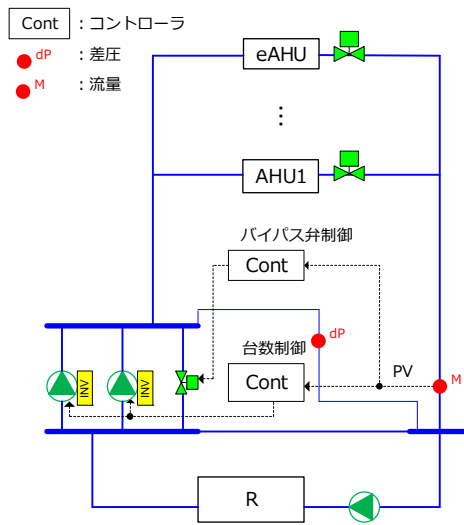 Cont ：コントローラ
dP ：差圧
M ：流量
eAHU
⋮
AHU1
バイパス弁制御
Cont
dP
台数制御
Cont
PV
M
INV
INV
R